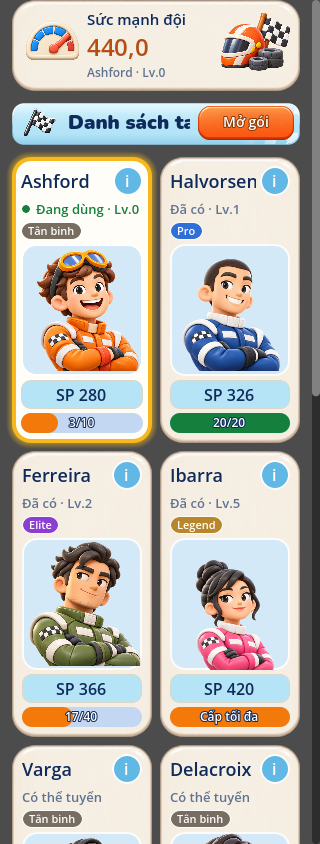 Sức mạnh đội
440,0
Ashford · Lv.0
Danh sách ta
Mở gói
Ashford
i
Đang dùng · Lv.0
Tân binh
SP 280
3/10
Halvorsen
i
Đã có · Lv.1
Pro
SP 326
20/20
Ferreira
i
Đã có · Lv.2
Elite
SP 366
17/40
Ibarra
i
Đã có · Lv.5
Legend
SP 420
Cấp tối đa
Varga
i
Có thể tuyển
Tân binh
Delacroix
i
Có thể tuyển
Tân binh